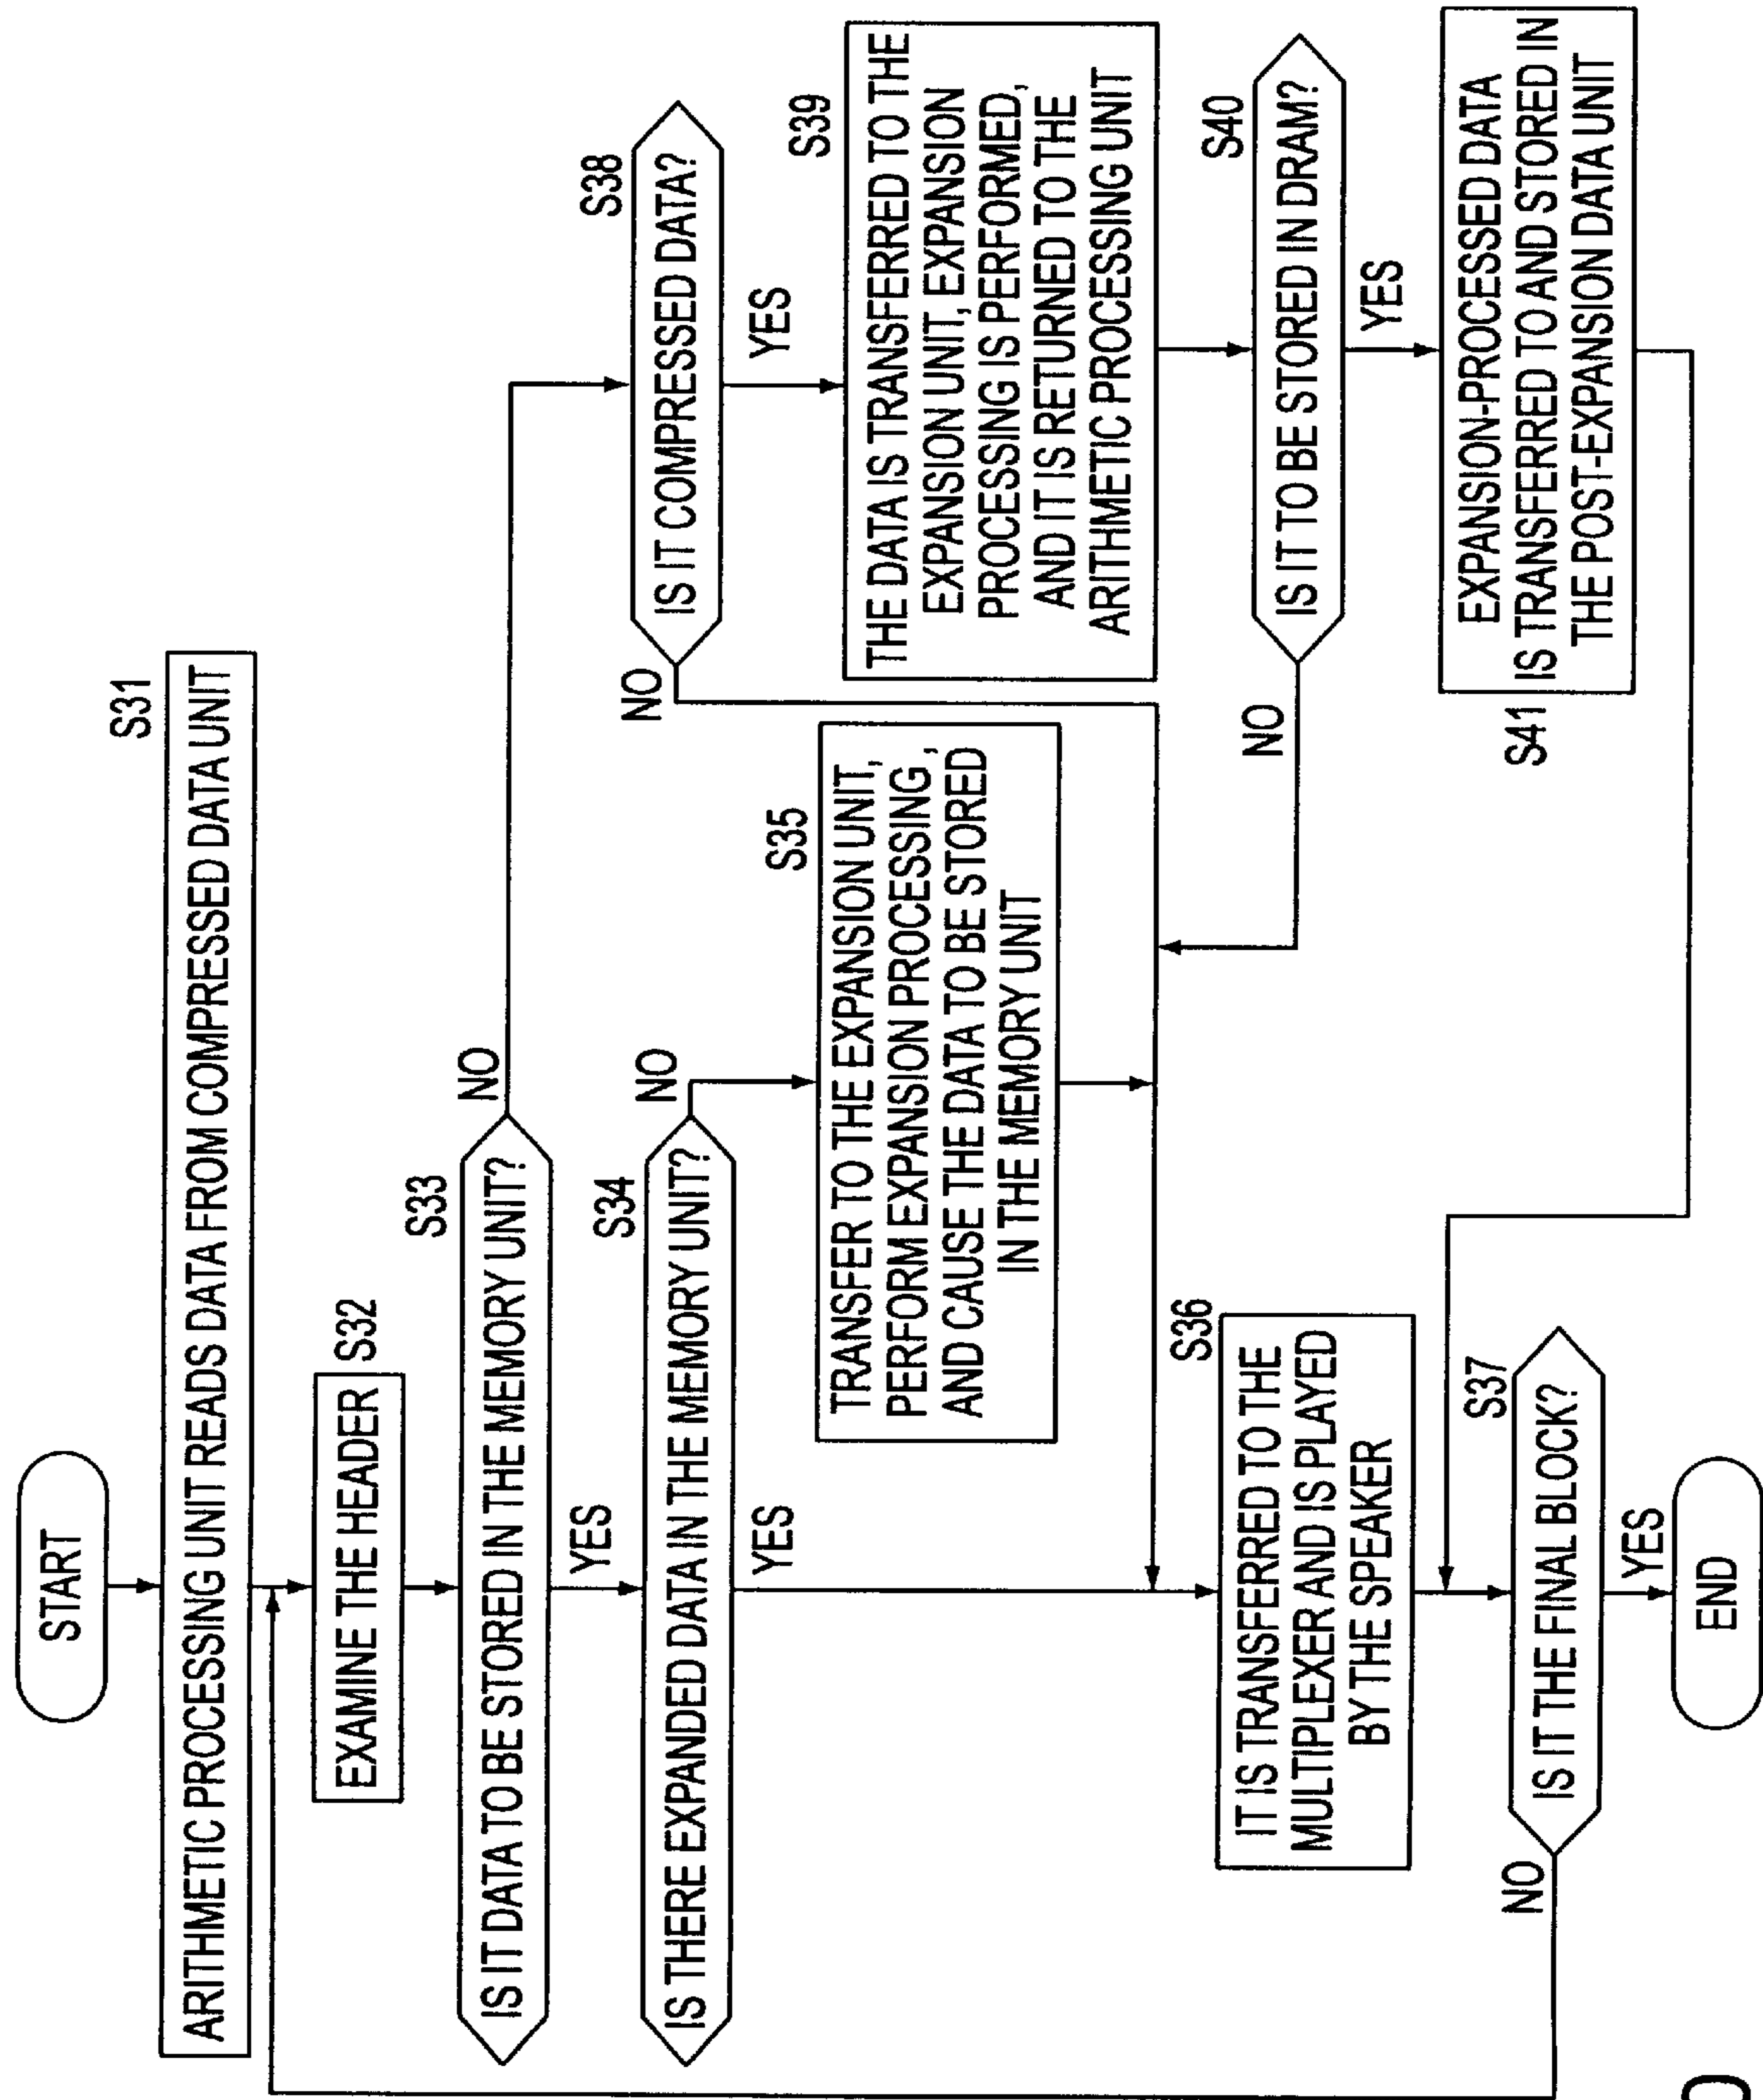 START
S31
ARITHMETIC PROCESSING UNIT READS DATA FROM COMPRESSED DATA UNIT
EXAMINE THE HEADER
S32
S33
IS IT DATA TO BE STORED IN THE MEMORY UNIT?
NO
YES
S34
IS THERE EXPANDED DATA IN THE MEMORY UNIT?
NO
YES
S35
TRANSFER TO THE EXPANSION UNIT,
PERFORM EXPANSION PROCESSING,
AND CAUSE THE DATA TO BE STORED
IN THE MEMORY UNIT
S36
IT IS TRANSFERRED TO THE
MULTIPLEXER AND IS PLAYED
BY THE SPEAKER
S37
IS IT THE FINAL BLOCK?
NO
YES
END
S38
IS IT COMPRESSED DATA?
NO
YES
S39
THE DATA IS TRANSFERRED TO THE
EXPANSION UNIT, EXPANSION
PROCESSING IS PERFORMED,
AND IT IS RETURNED TO THE
ARITHMETIC PROCESSING UNIT
S40
IS IT TO BE STORED IN DRAM?
NO
YES
S41
EXPANSION-PROCESSED DATA
IS TRANSFERRED TO AND STORED IN
THE POST-EXPANSION DATA UNIT